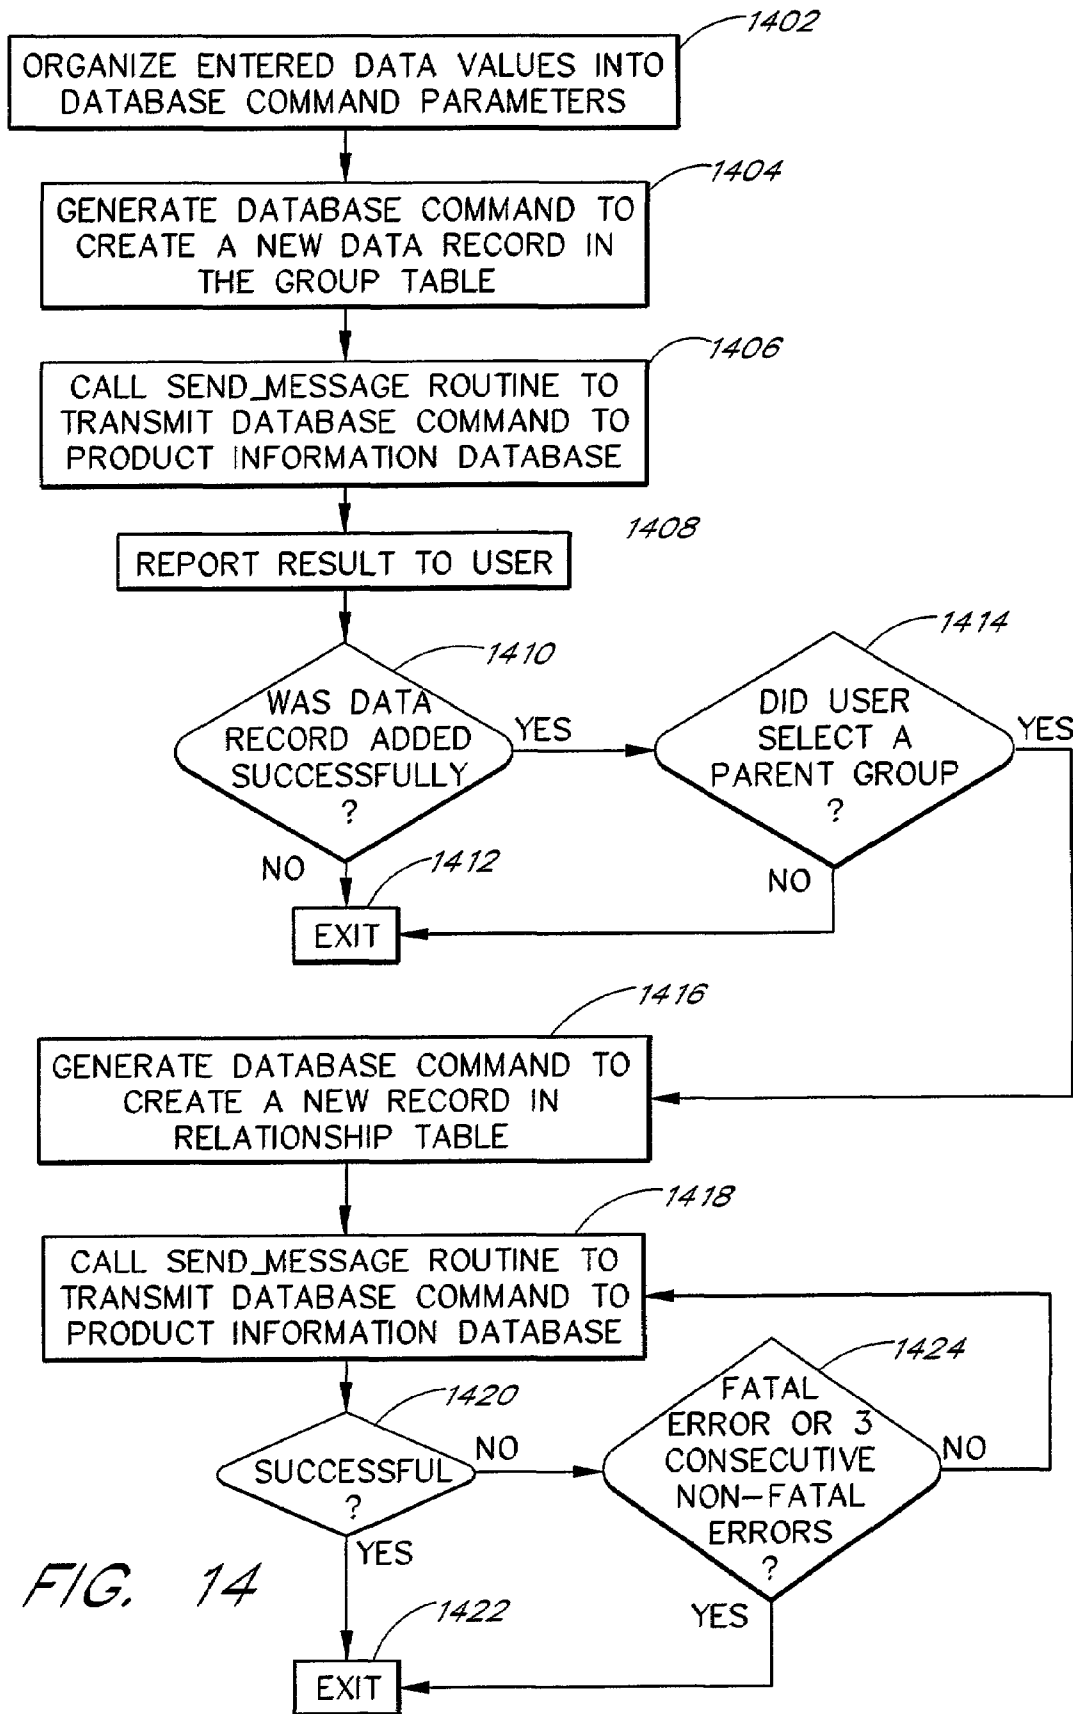 1402
ORGANIZE ENTERED DATA VALUES INTO
DATABASE COMMAND PARAMETERS
1404
GENERATE DATABASE COMMAND TO
CREATE A NEW DATA RECORD IN
THE GROUP TABLE
1406
CALL SEND_MESSAGE ROUTINE TO
TRANSMIT DATABASE COMMAND TO
PRODUCT INFORMATION DATABASE
1408
REPORT RESULT TO USER
1410
WAS DATA
RECORD ADDED
SUCCESSFULLY
?
YES
NO
1414
DID USER
SELECT A
PARENT GROUP
?
YES
NO
1412
EXIT
1416
GENERATE DATABASE COMMAND TO
CREATE A NEW RECORD IN
RELATIONSHIP TABLE
1418
CALL SEND_MESSAGE ROUTINE TO
TRANSMIT DATABASE COMMAND TO
PRODUCT INFORMATION DATABASE
1420
SUCCESSFUL
?
NO
YES
1424
FATAL
ERROR OR 3
CONSECUTIVE
NON-FATAL
ERRORS
?
NO
YES
1422
EXIT
FIG. 14